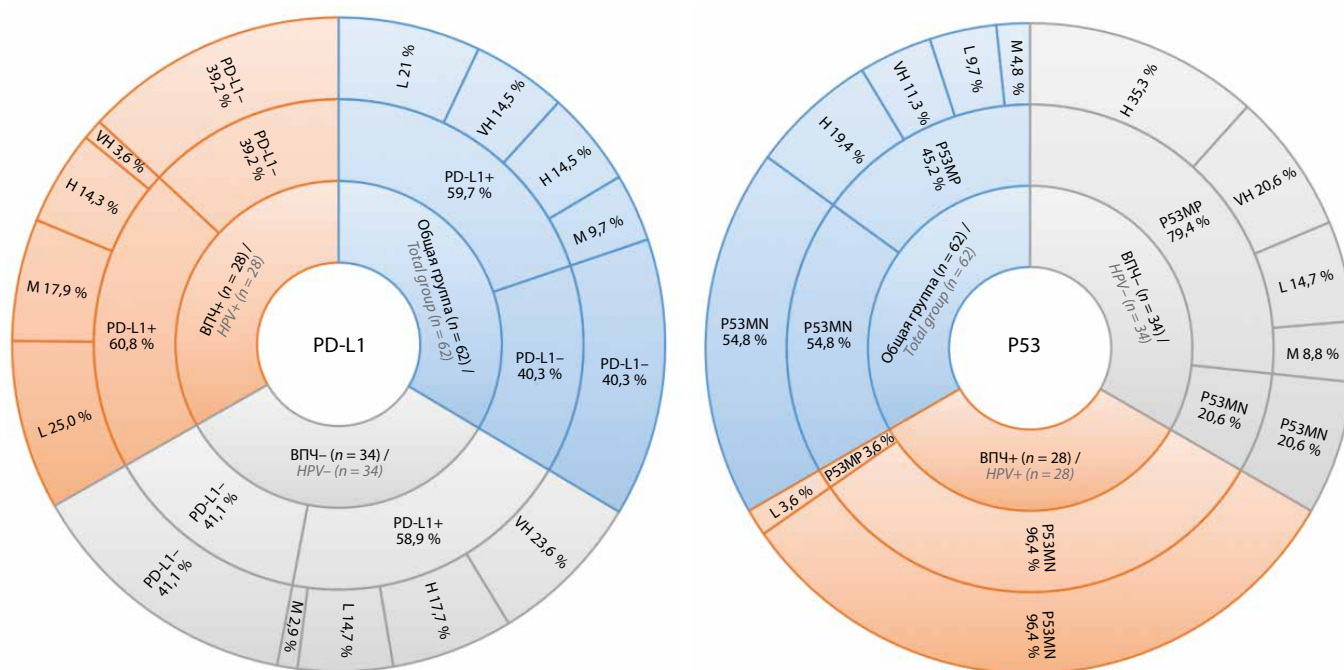 PD-L1
Общая группа (n = 62) /
Total group (n = 62)
PD-L1+
59,7 %
L 21 %
VH 14,5 %
H 14,5 %
M 9,7 %
PD-L1–
40,3 %
PD-L1–
40,3 %
ВПЧ– (n = 34) /
HPV– (n = 34)
PD-L1+
58,9 %
VH 23,6 %
H 17,7 %
L 14,7 %
M 2,9 %
PD-L1–
41,1 %
PD-L1–
41,1 %
ВПЧ+ (n = 28) /
HPV+ (n = 28)
PD-L1+
60,8 %
L 25,0 %
M 17,9 %
H 14,3 %
VH 3,6 %
PD-L1–
39,2 %
PD-L1–
39,2 %
P53
ВПЧ– (n = 34) /
HPV– (n = 34)
P53MP
79,4 %
H 35,3 %
VH 20,6 %
L 14,7 %
M 8,8 %
P53MN
20,6 %
P53MN
20,6 %
ВПЧ+ (n = 28) /
HPV+ (n = 28)
P53MN
96,4 %
P53MN
96,4 %
P53MP 3,6 %
L 3,6 %
Общая группа (n = 62) /
Total group (n = 62)
P53MN
54,8 %
P53MN
54,8 %
P53MP
45,2 %
H 19,4 %
VH 11,3 %
L 9,7 %
M 4,8 %